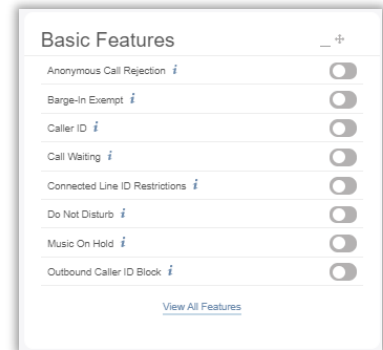 Basic Features
Anonymous Call Rejection i
Barge-In Exempt i
Caller ID i
Call Waiting i
Connected Line ID Restrictions i
Do Not Disturb i
Music On Hold i
Outbound Caller ID Block i
View All Features